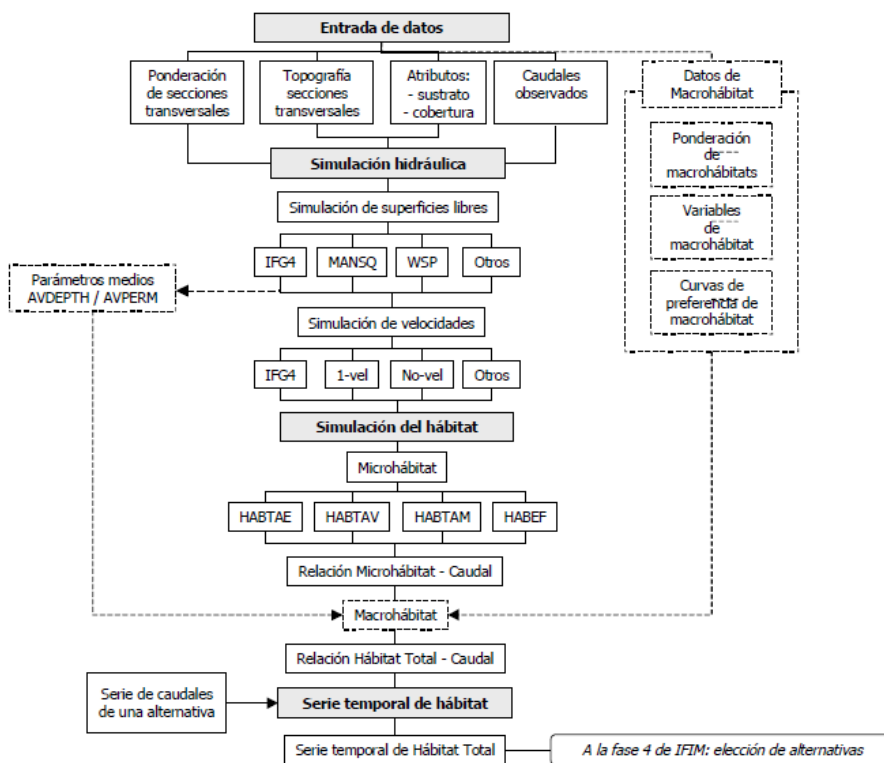 Entrada de datos
Ponderación
de secciones
transversales
Topografía
secciones
transversales
Atributos:
- sustrato
- cobertura
Caudales
observados
Datos de
Macrohábitat
Ponderación
de
macrohábitats
Variables
de
macrohábitat
Curvas de
preferencia de
macrohábitat
Simulación hidráulica
Simulación de superficies libres
IFG4
MANSQ
WSP
Otros
Parámetros medios
AVDEPTH / AVPERM
Simulación de velocidades
IFG4
1-vel
No-vel
Otros
Simulación del hábitat
Microhábitat
HABTAE
HABTAV
HABTAM
HABEF
Relación Microhábitat - Caudal
Macrohábitat
Relación Hábitat Total - Caudal
Serie de caudales
de una alternativa
Serie temporal de hábitat
Serie temporal de Hábitat Total
A la fase 4 de IFIM: elección de alternativas